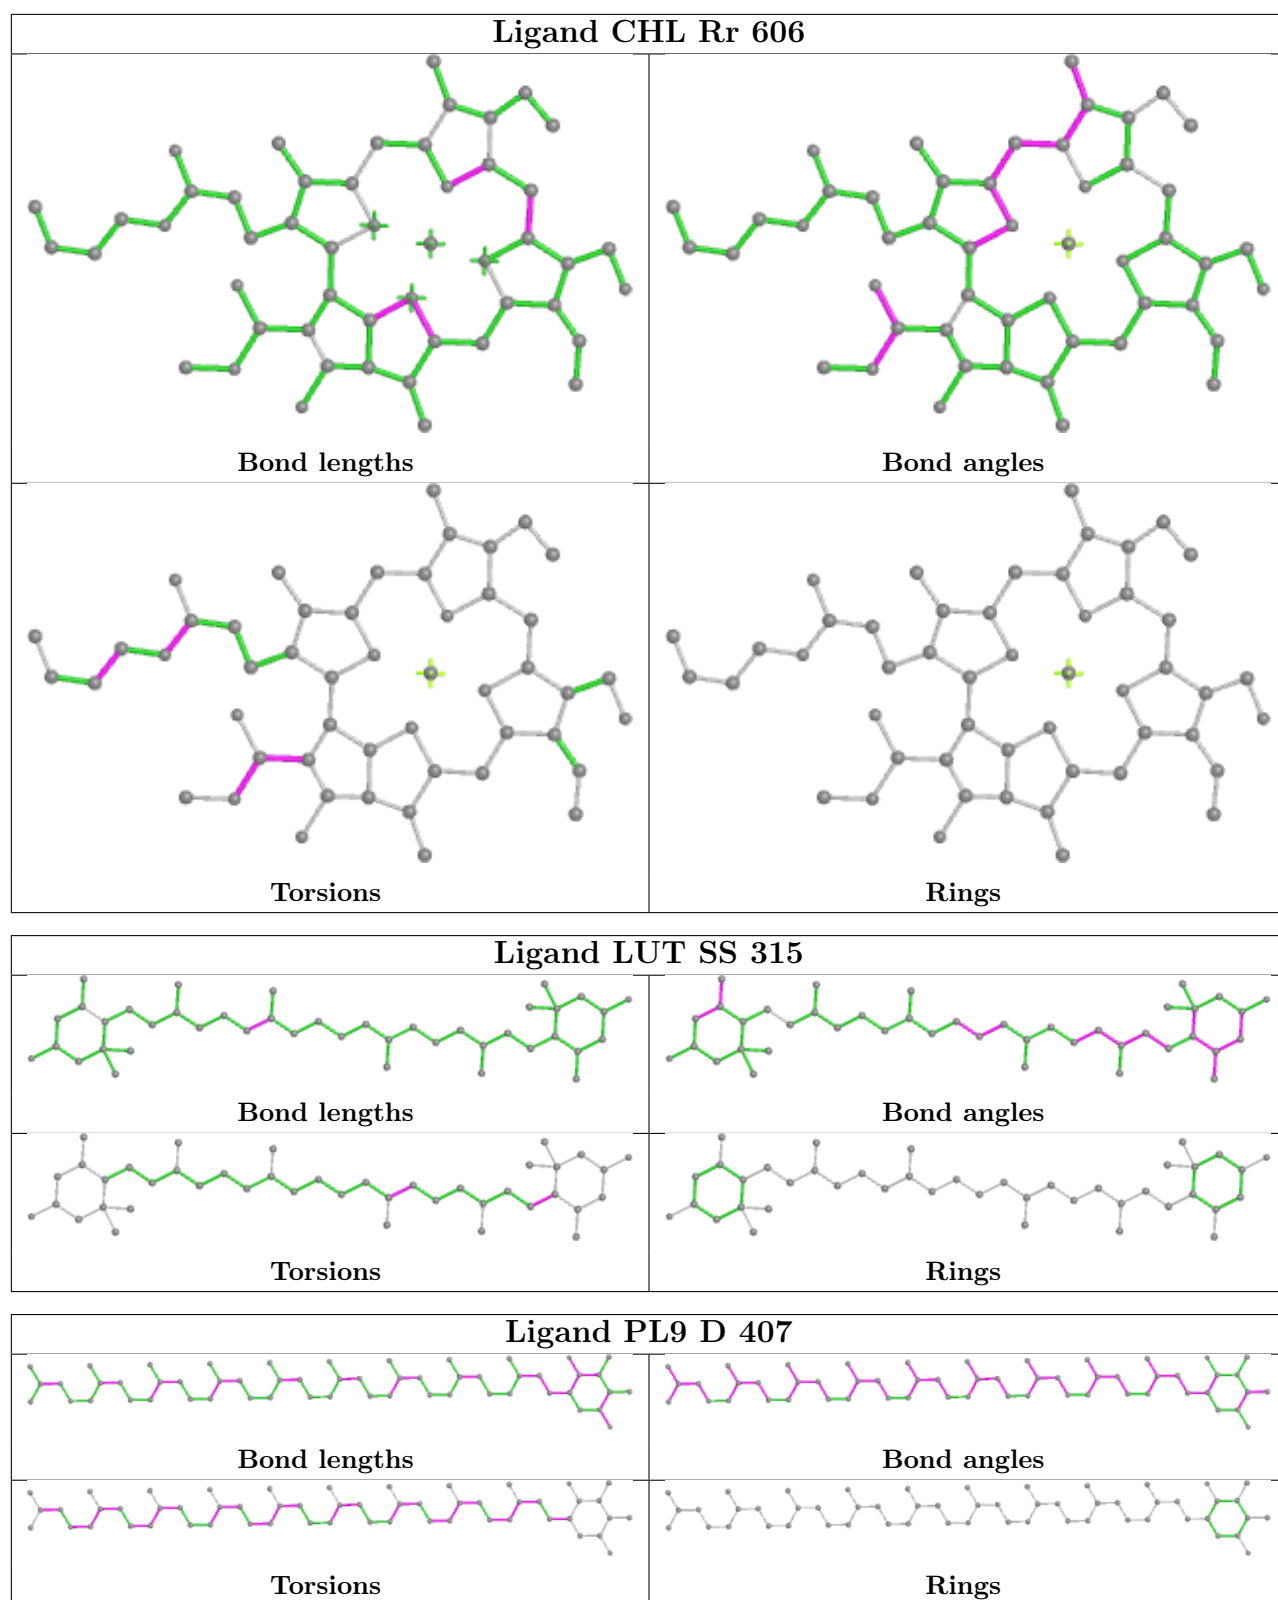 Ligand CHL Rr 606
Bond lengths
Bond angles
Torsions
Rings
Ligand LUT SS 315
Bond lengths
Bond angles
Torsions
Rings
Ligand PL9 D 407
Bond lengths
Bond angles
Torsions
Rings